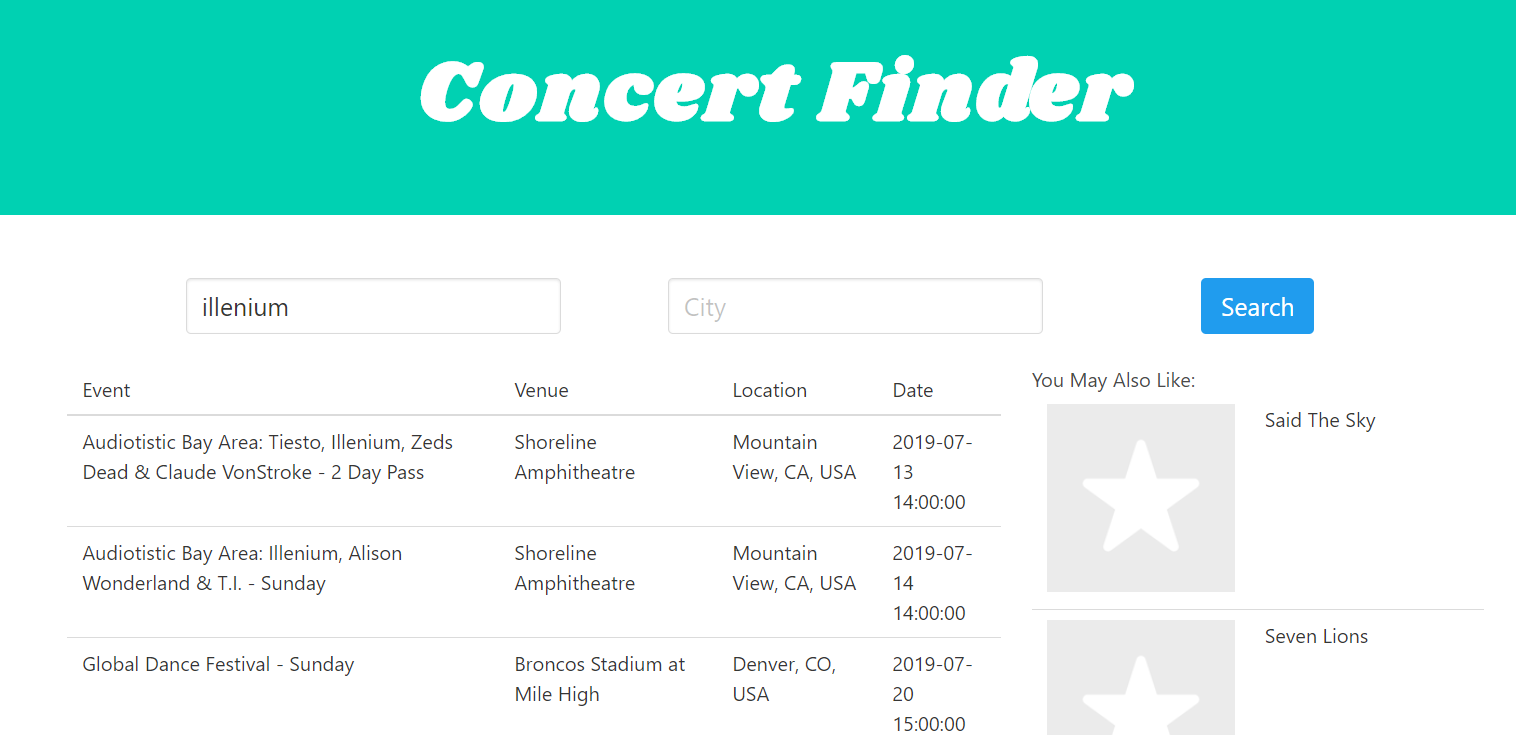 Concert Finder
illenium
City
Search
Event Venue Location Date
Audiotistic Bay Area: Tiesto, Illenium, Zeds
Dead & Claude VonStroke - 2 Day Pass
Shoreline
Amphitheatre
Mountain
View, CA, USA
2019-07-
13
14:00:00
Audiotistic Bay Area: Illenium, Alison
Wonderland & T.I. - Sunday
Shoreline
Amphitheatre
Mountain
View, CA, USA
2019-07-
14
14:00:00
Global Dance Festival - Sunday
Broncos Stadium at
Mile High
Denver, CO,
USA
2019-07-
20
15:00:00
You May Also Like:
Said The Sky
Seven Lions